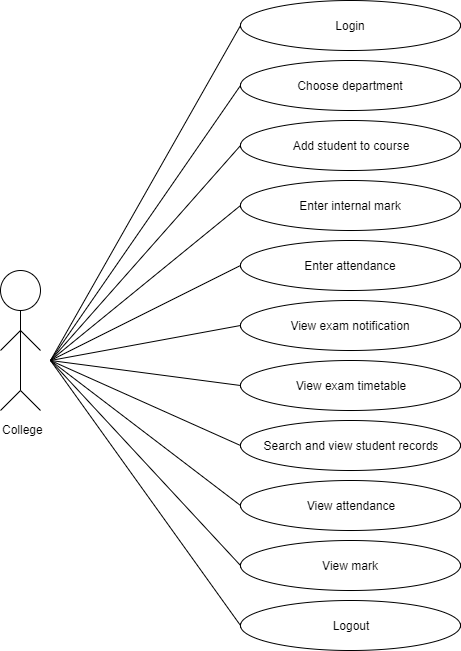 Login
Choose department
Add student to course
Enter internal mark
Enter attendance
View exam notification
View exam timetable
College
Search and view student records
View attendance
View mark
Logout